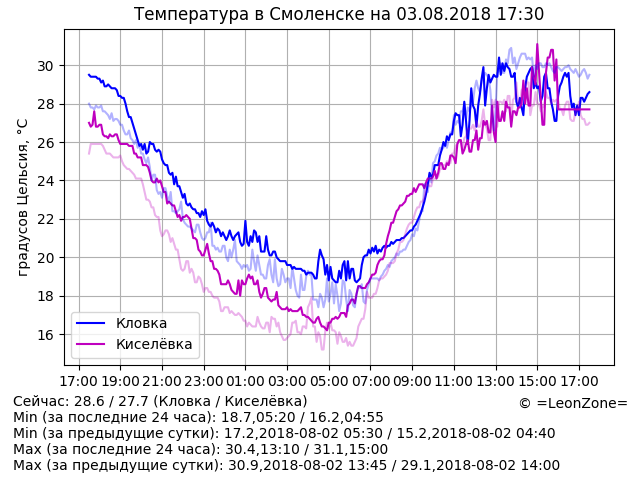 Температура в Смоленске на 03.08.2018 17:30
градусов Цельсия, °C
30
28
26
24
22
20
18
16
Кловка
Киселёвка
17:00 19:00 21:00 23:00 01:00 03:00 05:00 07:00 09:00 11:00 13:00 15:00 17:00
Сейчас: 28.6 / 27.7 (Кловка / Киселёвка)
© =LeonZone=
Min (за последние 24 часа): 18.7,05:20 / 16.2,04:55
Min (за предыдущие сутки): 17.2,2018-08-02 05:30 / 15.2,2018-08-02 04:40
Max (за последние 24 часа): 30.4,13:10 / 31.1,15:00
Max (за предыдущие сутки): 30.9,2018-08-02 13:45 / 29.1,2018-08-02 14:00